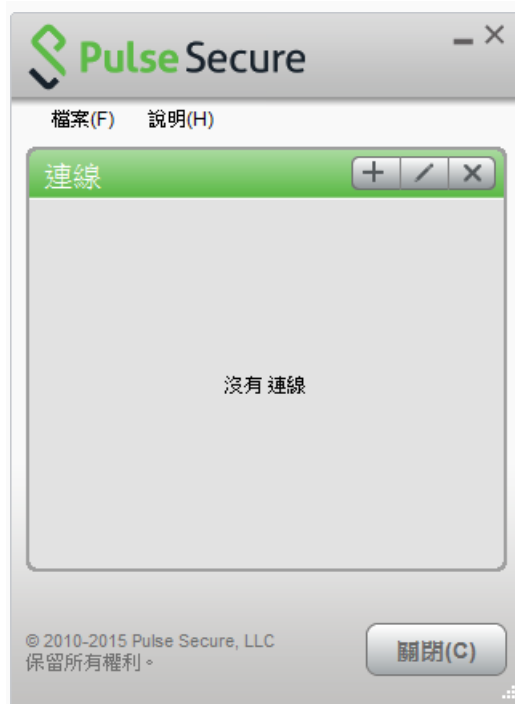 Pulse Secure
檔案(F) 說明(H)
連線
沒有 連線
© 2010-2015 Pulse Secure, LLC
保留所有權利。
關閉(C)